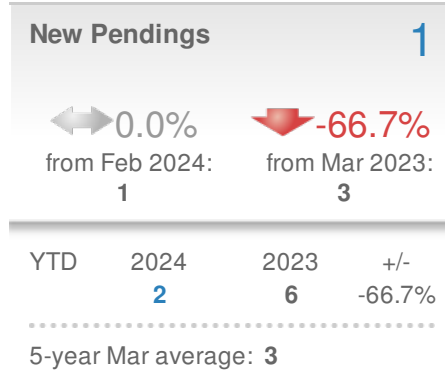 New Pendings 1
0.0% -66.7%
from Feb 2024: from Mar 2023:
1 3
YTD 2024 2023 +/-
2 6 -66.7%
5-year Mar average: 3